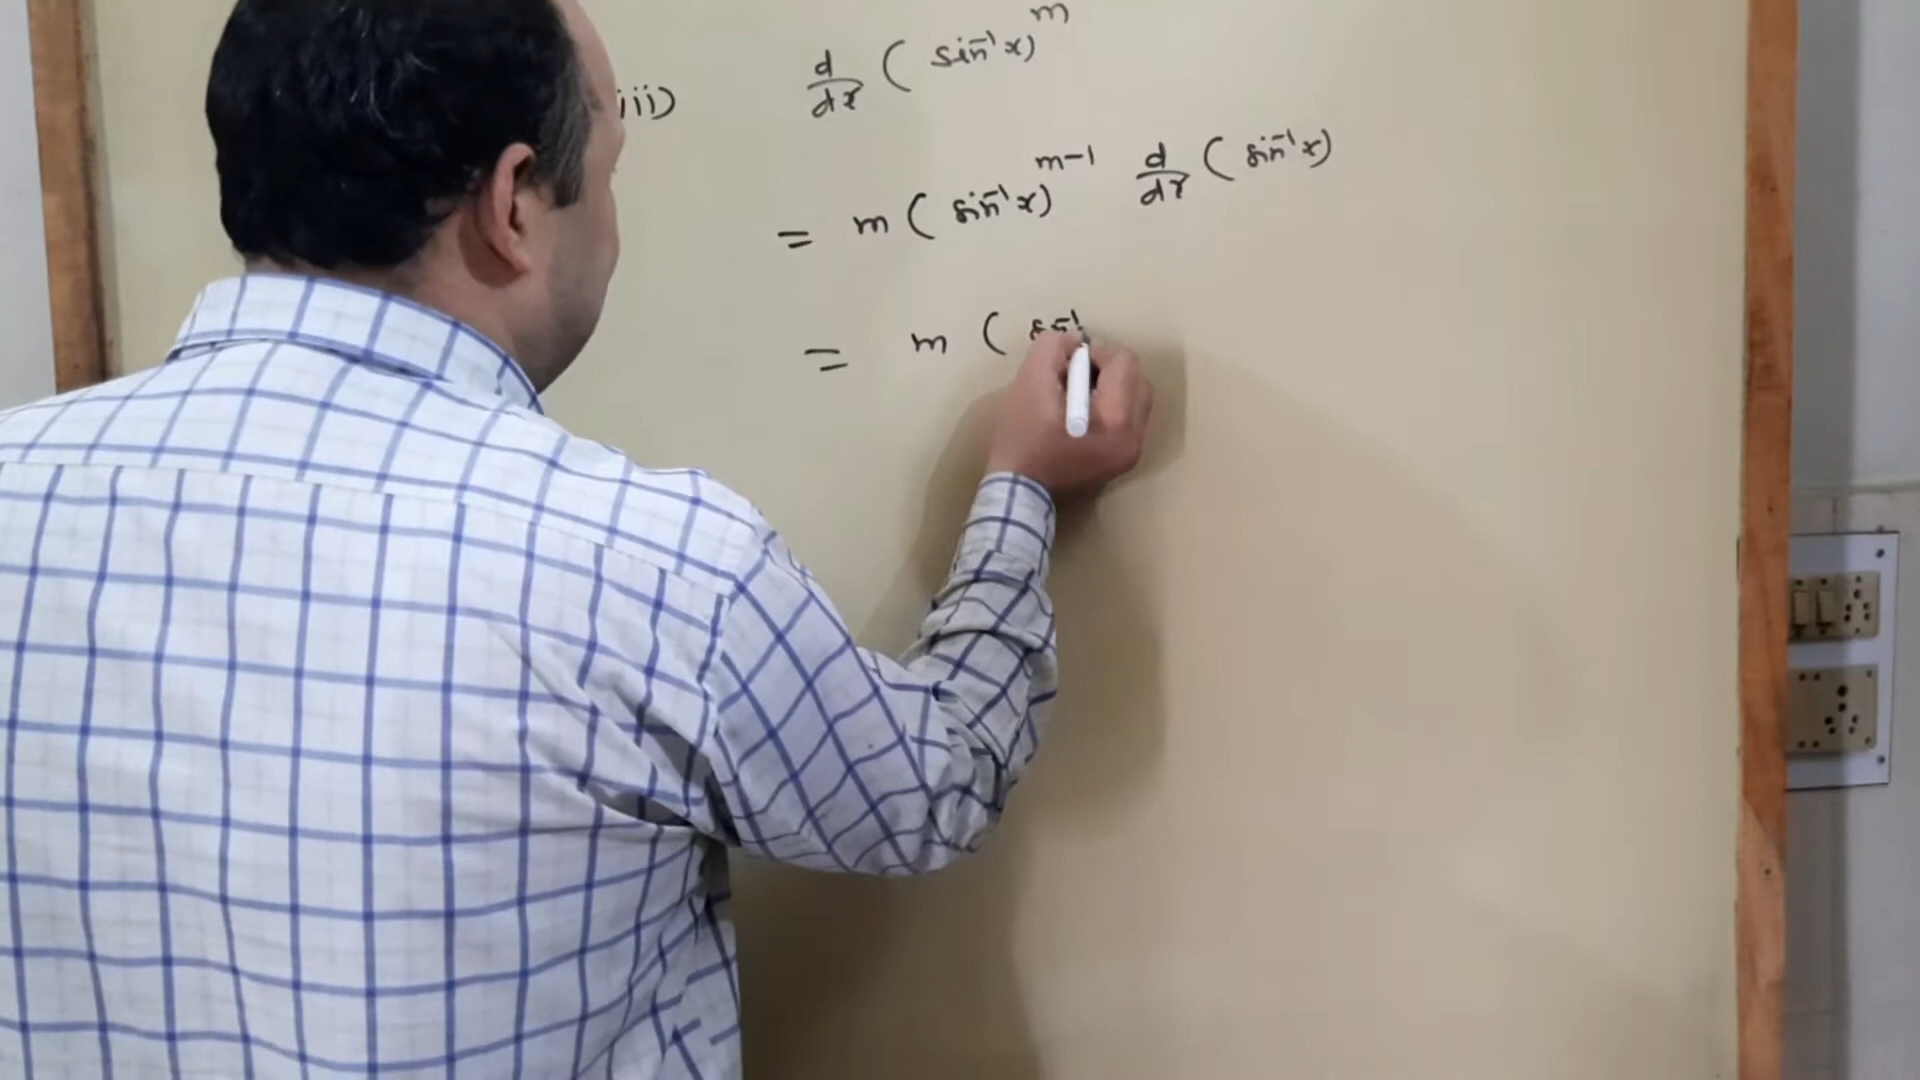 iii) d/dx (sin⁻¹x)ᵐ
= m (sin⁻¹x)ᵐ⁻¹ d/dx (sin⁻¹x)
= m ( sin⁻¹